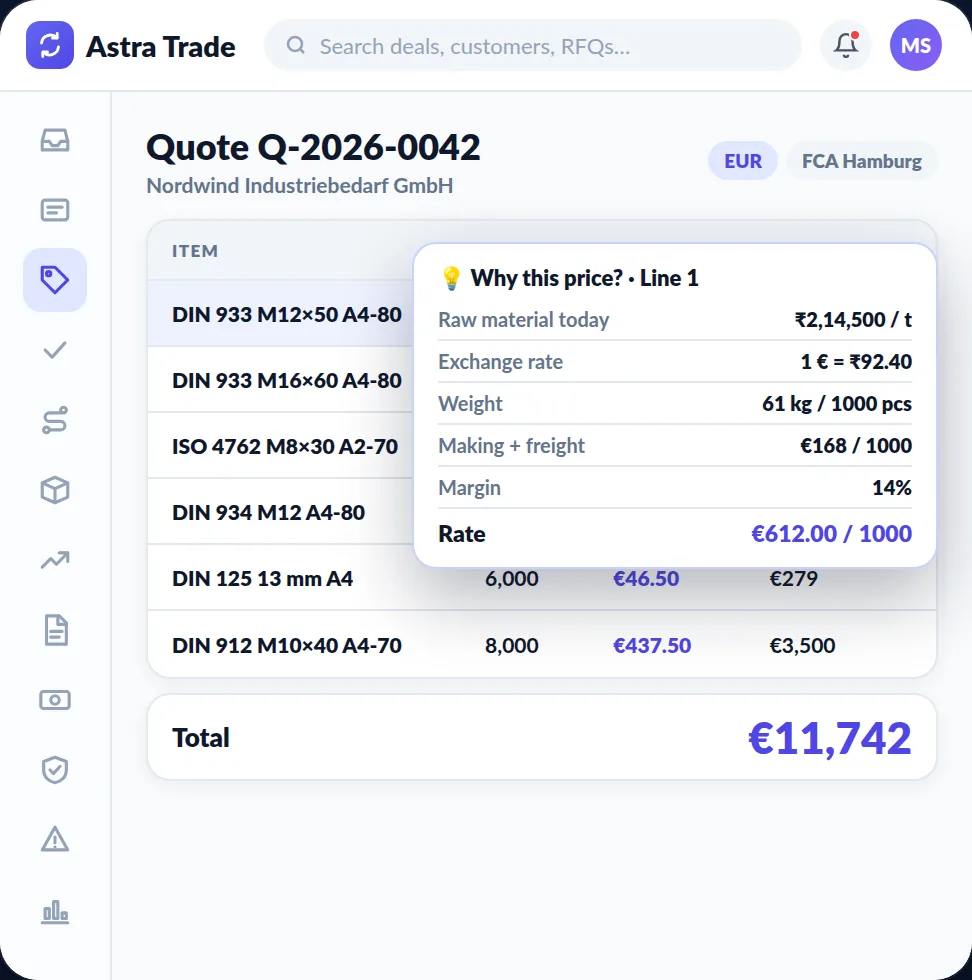 Astra Trade
Search deals, customers, RFQs...
MS
Quote Q-2026-0042
Nordwind Industriebedarf GmbH
EUR
FCA Hamburg
ITEM
💡 Why this price? · Line 1
Raw material today ₹2,14,500 / t
Exchange rate 1 € = ₹92.40
Weight 61 kg / 1000 pcs
Making + freight €168 / 1000
Margin 14%
Rate €612.00 / 1000
DIN 933 M12×50 A4-80
DIN 933 M16×60 A4-80
ISO 4762 M8×30 A2-70
DIN 934 M12 A4-80
DIN 125 13 mm A4 6,000 €46.50 €279
DIN 912 M10×40 A4-70 8,000 €437.50 €3,500
Total €11,742